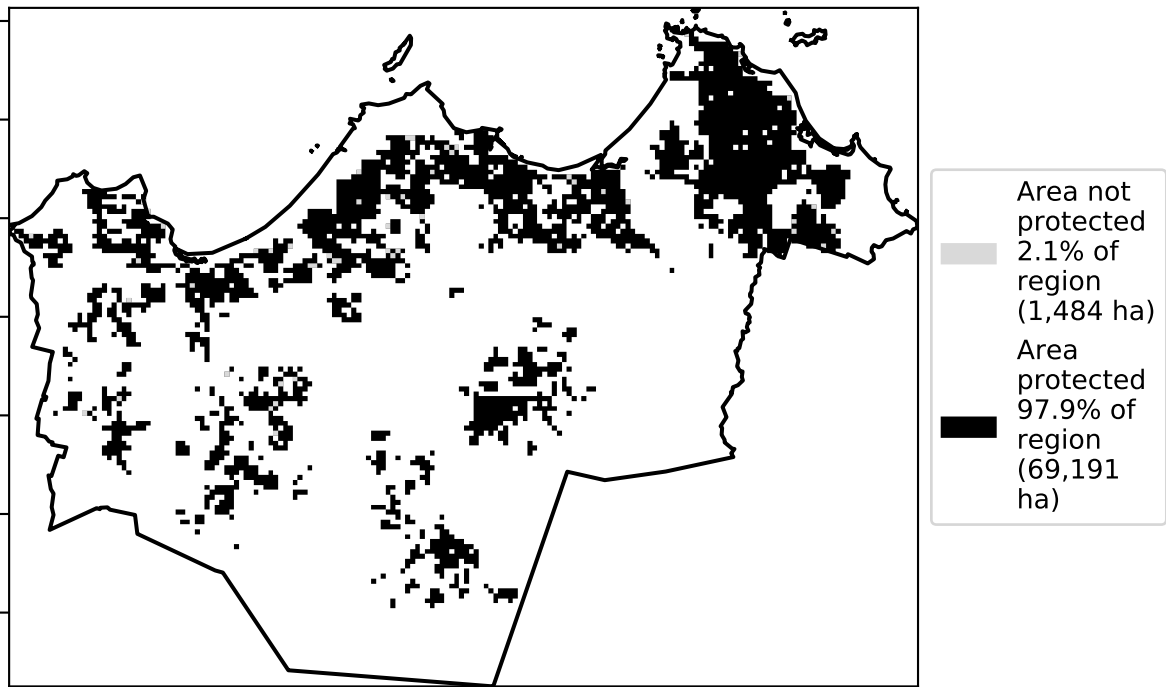 Area not
protected
2.1% of
region
(1,484 ha)
Area
protected
97.9% of
region
(69,191
ha)